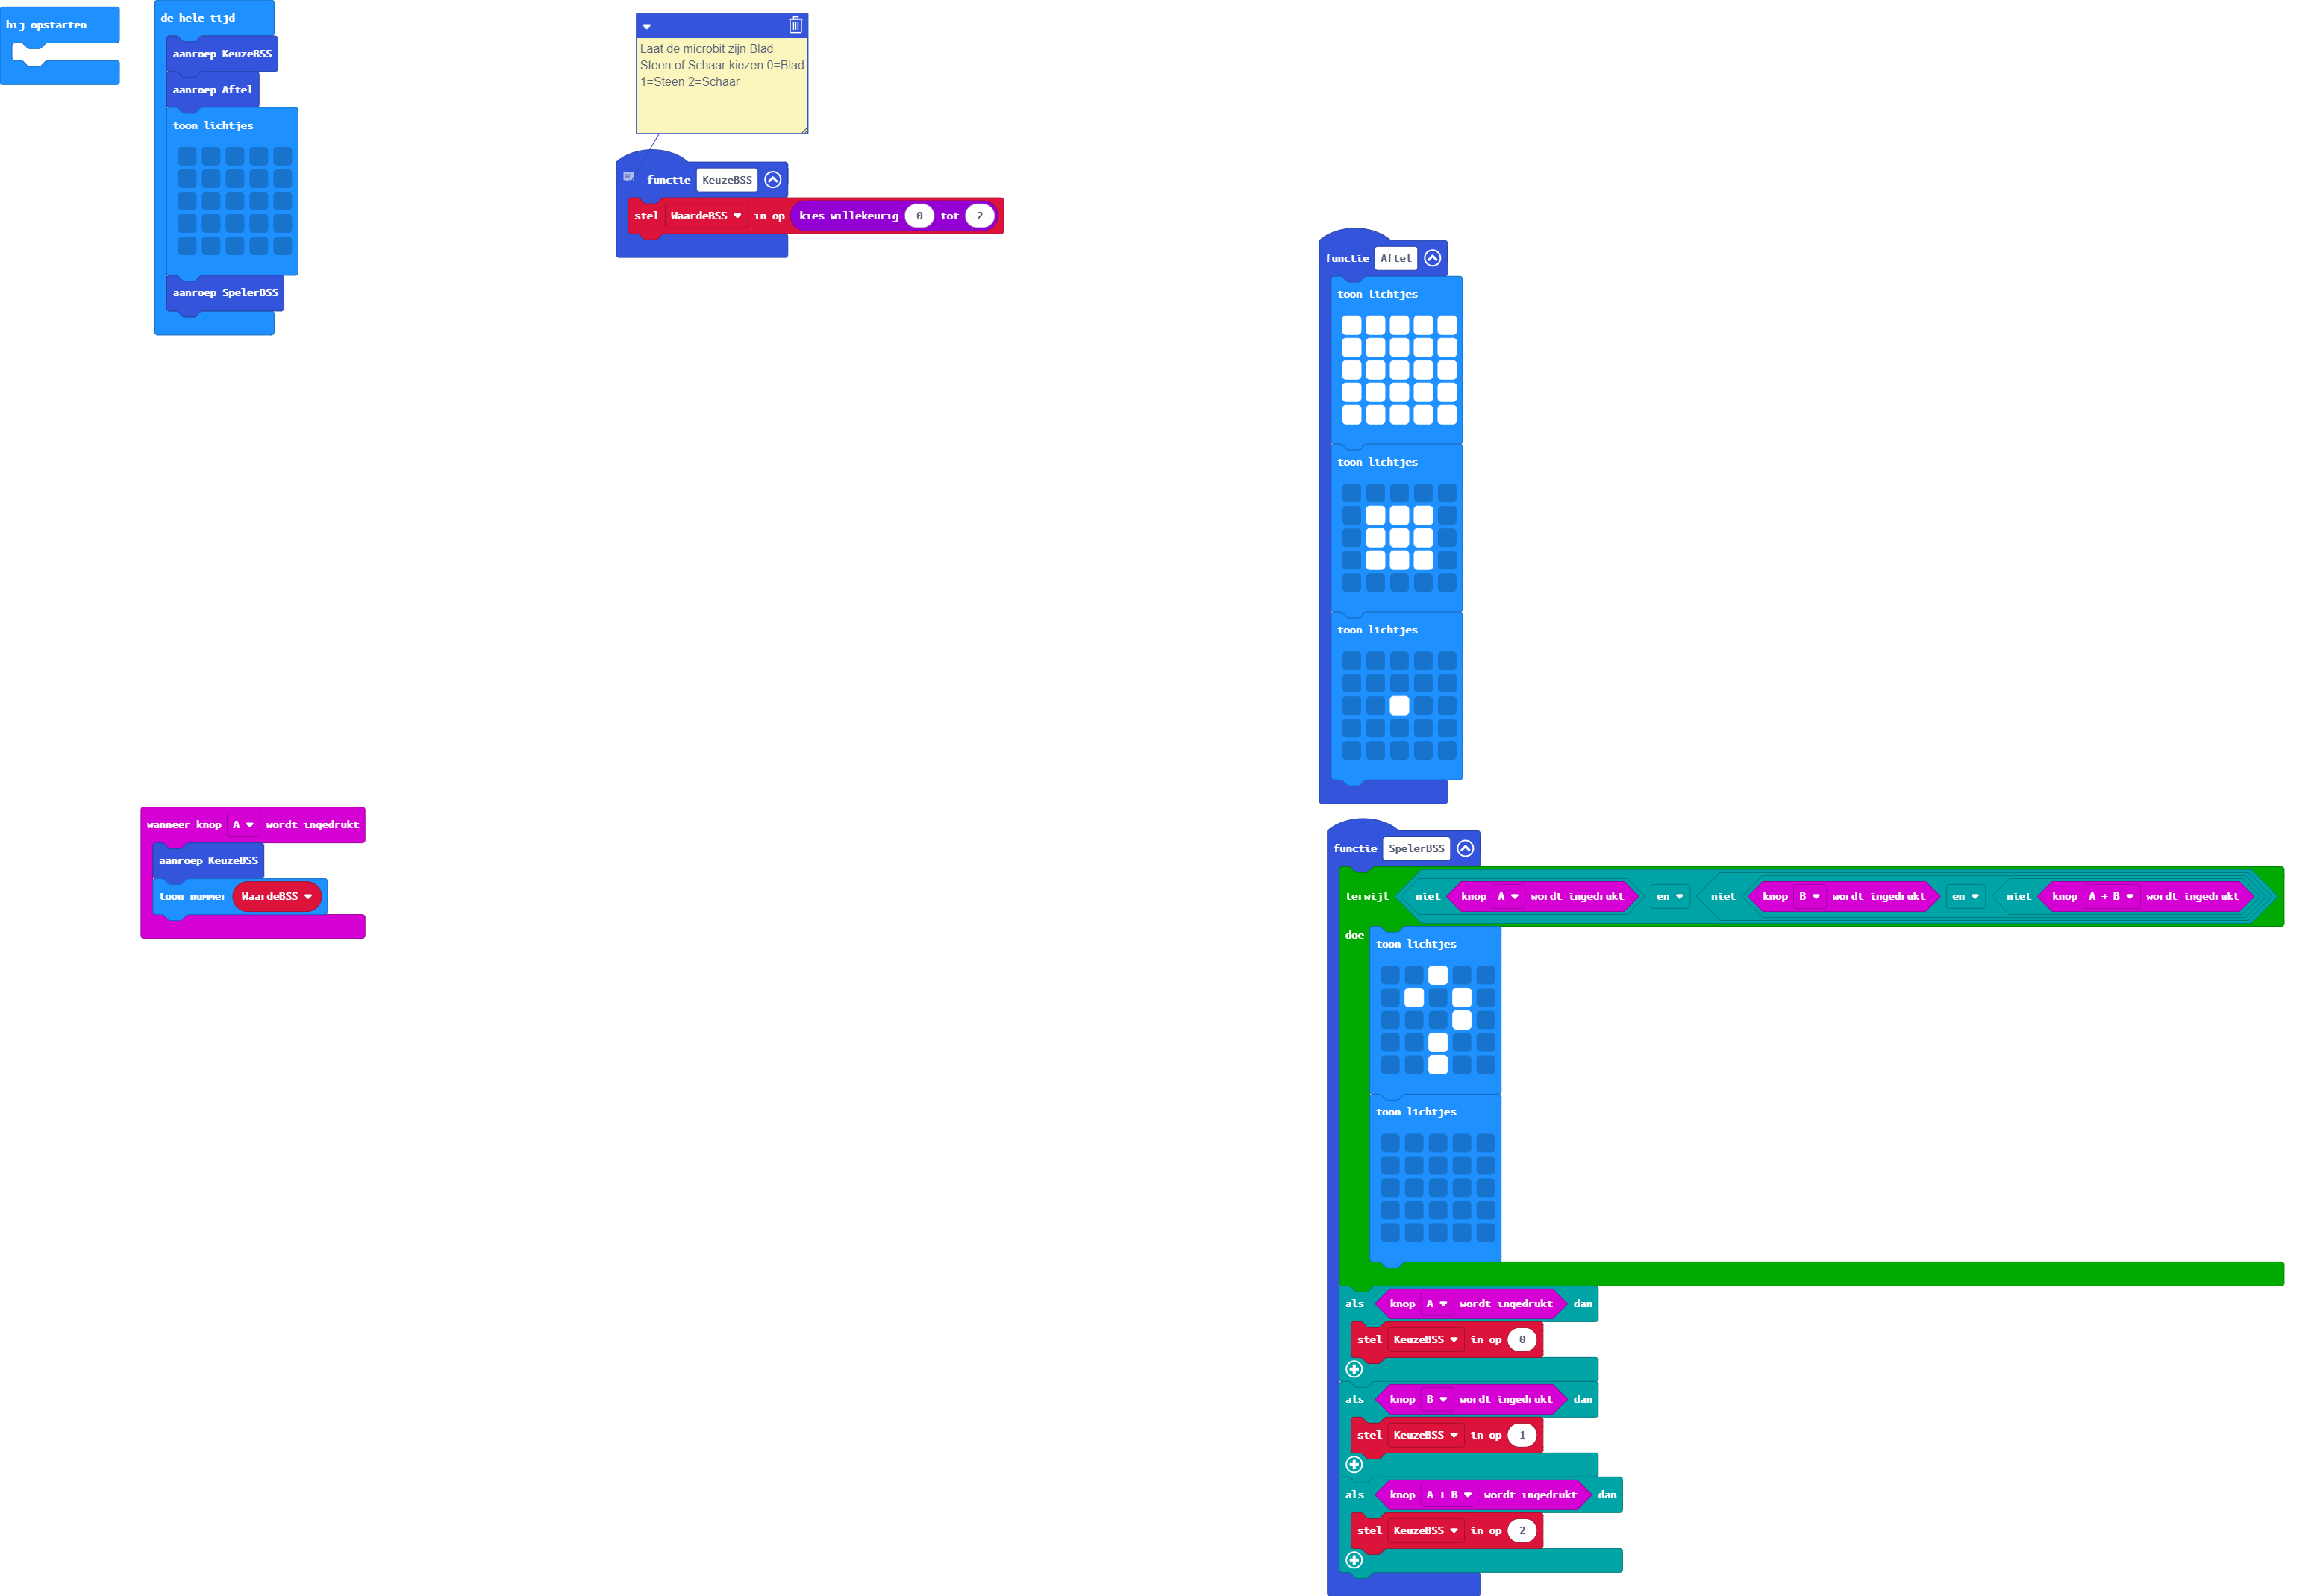 bij opstarten
de hele tijd
aanroep KeuzeBSS
aanroep Aftel
toon lichtjes
aanroep SpelerBSS
Laat de microbit zijn Blad
Steen of Schaar kiezen.0=Blad
1=Steen 2=Schaar
functie KeuzeBSS
stel WaardeBSS in op kies willekeurig 0 tot 2
functie Aftel
toon lichtjes
toon lichtjes
toon lichtjes
wanneer knop A wordt ingedrukt
aanroep KeuzeBSS
toon nummer WaardeBSS
functie SpelerBSS
terwijl niet knop A wordt ingedrukt en niet knop B wordt ingedrukt en niet knop A + B wordt ingedrukt
doe
toon lichtjes
toon lichtjes
als knop A wordt ingedrukt dan
stel KeuzeBSS in op 0
als knop B wordt ingedrukt dan
stel KeuzeBSS in op 1
als knop A + B wordt ingedrukt dan
stel KeuzeBSS in op 2